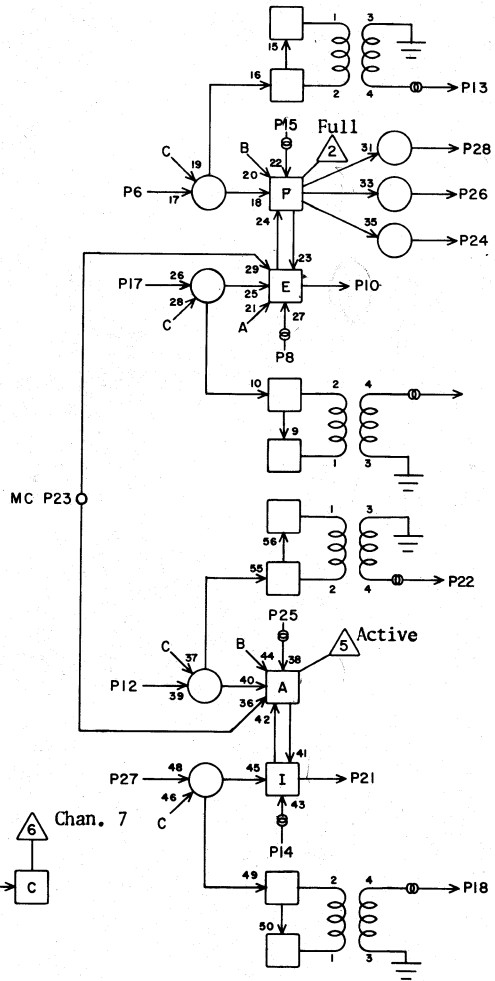 1 3
15
16
2 4 P13
P15 Full
C B 22 2 31 P28
19 20
P6 17 18 P 33 P26
24 35
P24
29 23
P17 26 25 E P10
28 21 27
C A
P8
10 2 4
9
1 3
MC P23
1 3
56
55
2 4 P22
P25
C B 44 38 5 Active
37
P12 39 40 A
36
42
41
P27 48 45 I P21
46 43
C
6 Chan. 7
P14
C
49 2 4 P18
50
1 3